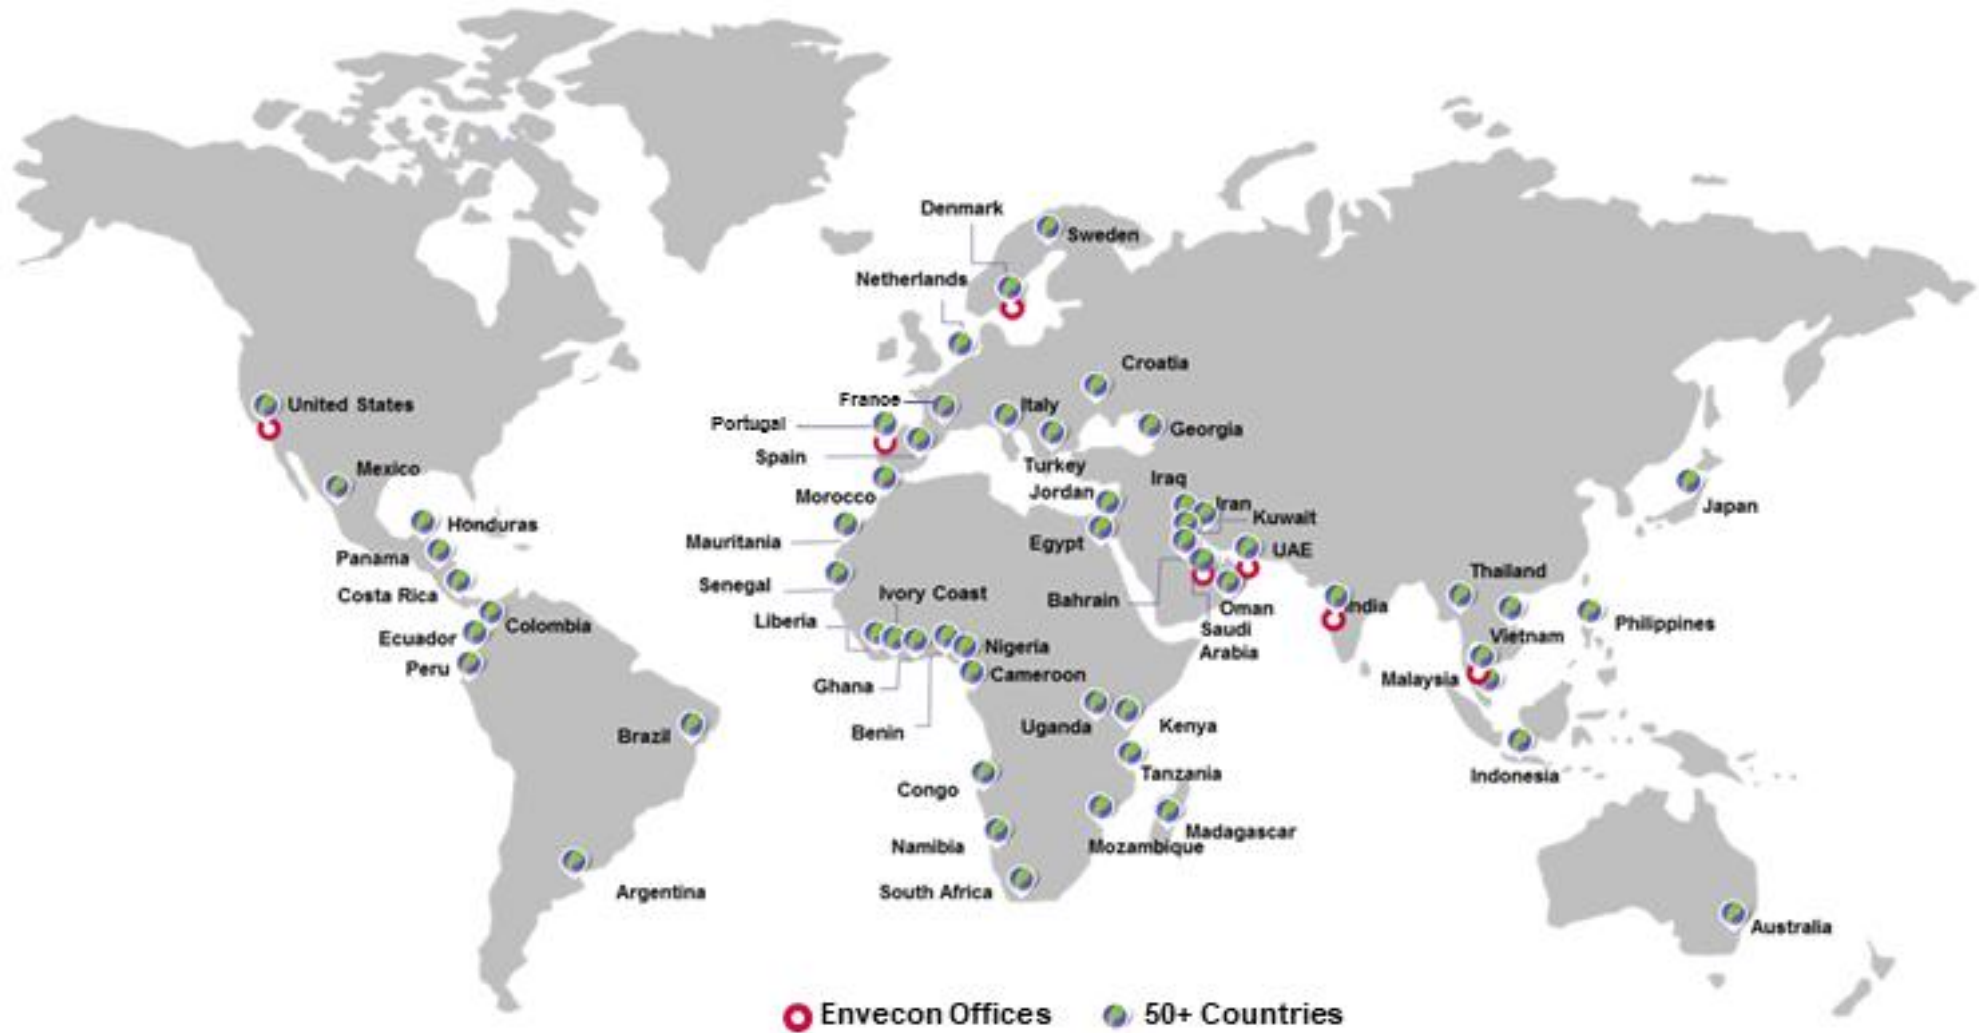 Denmark
Sweden
Netherlands
Croatia
France
Italy
United States
Portugal
Georgia
Spain
Turkey
Mexico
Iraq
Morocco
Jordan
Iran
Japan
Honduras
Kuwait
Mauritania
Egypt
UAE
Panama
Thailand
Senegal
Costa Rica
Ivory Coast
Bahrain
Oman
India
Liberia
Colombia
Philippines
Ecuador
Saudi
Arabia
Vietnam
Nigeria
Peru
Cameroon
Malaysia
Ghana
Uganda
Kenya
Benin
Brazil
Tanzania
Indonesia
Congo
Madagascar
Namibia
Mozambique
South Africa
Argentina
Australia
Envecon Offices
50+ Countries